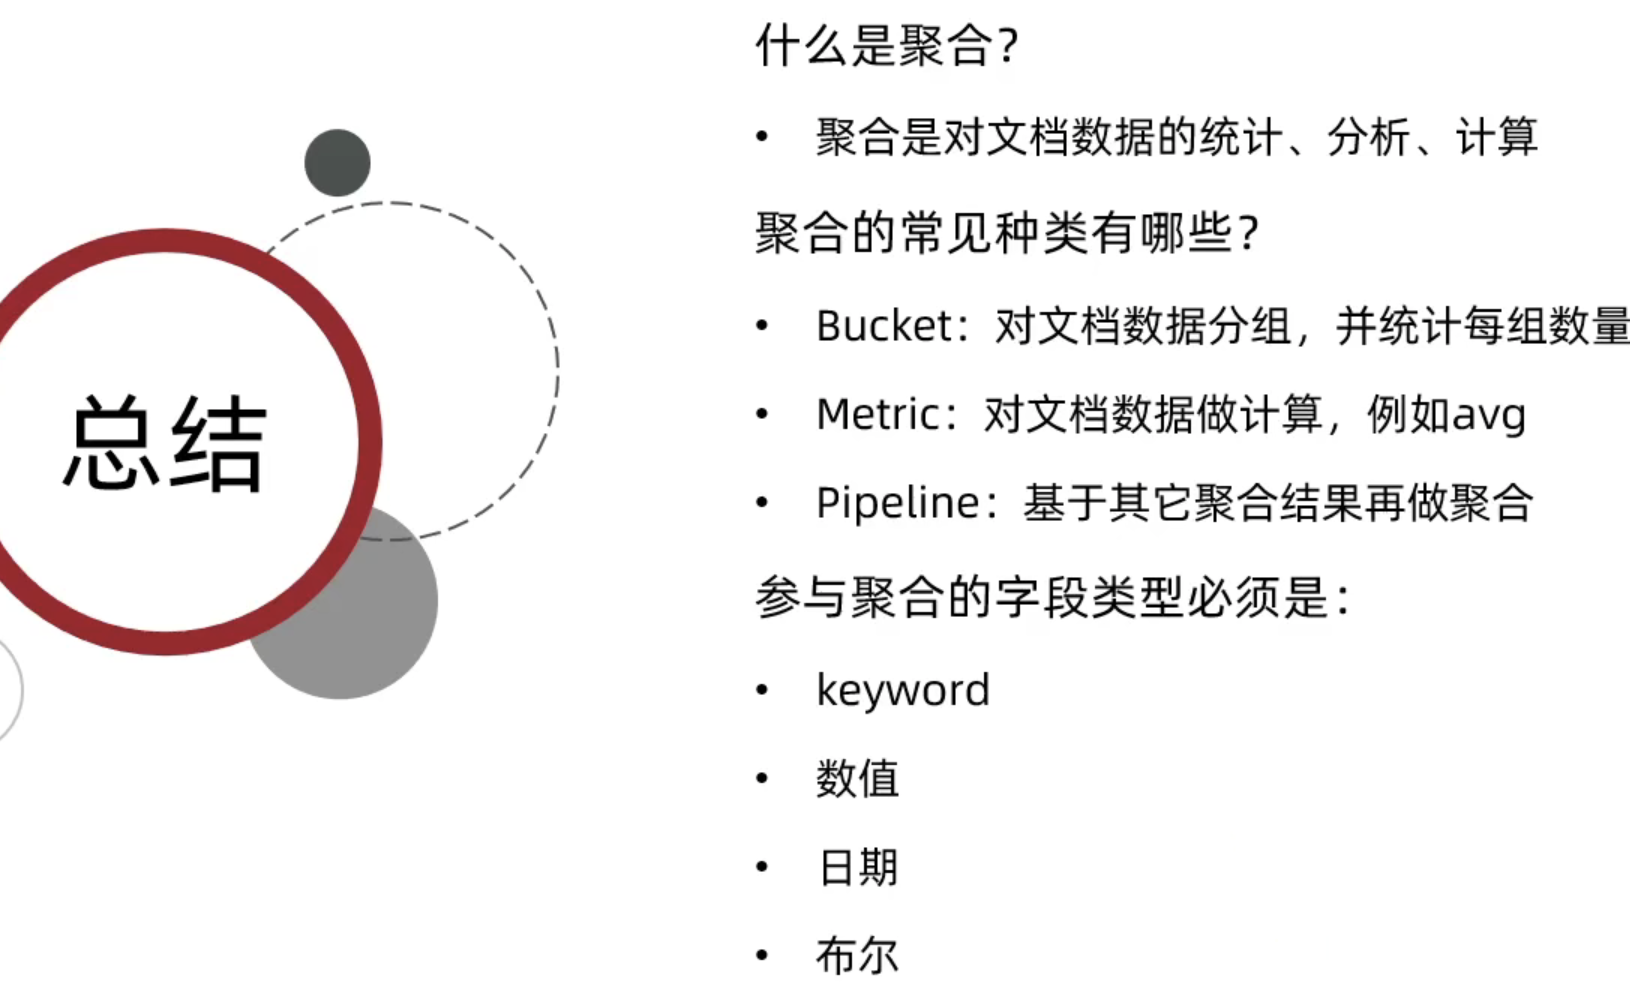 总结
什么是聚合？
• 聚合是对文档数据的统计、分析、计算
聚合的常见种类有哪些？
• Bucket：对文档数据分组，并统计每组数量
• Metric：对文档数据做计算，例如avg
• Pipeline：基于其它聚合结果再做聚合
参与聚合的字段类型必须是：
• keyword
• 数值
• 日期
• 布尔